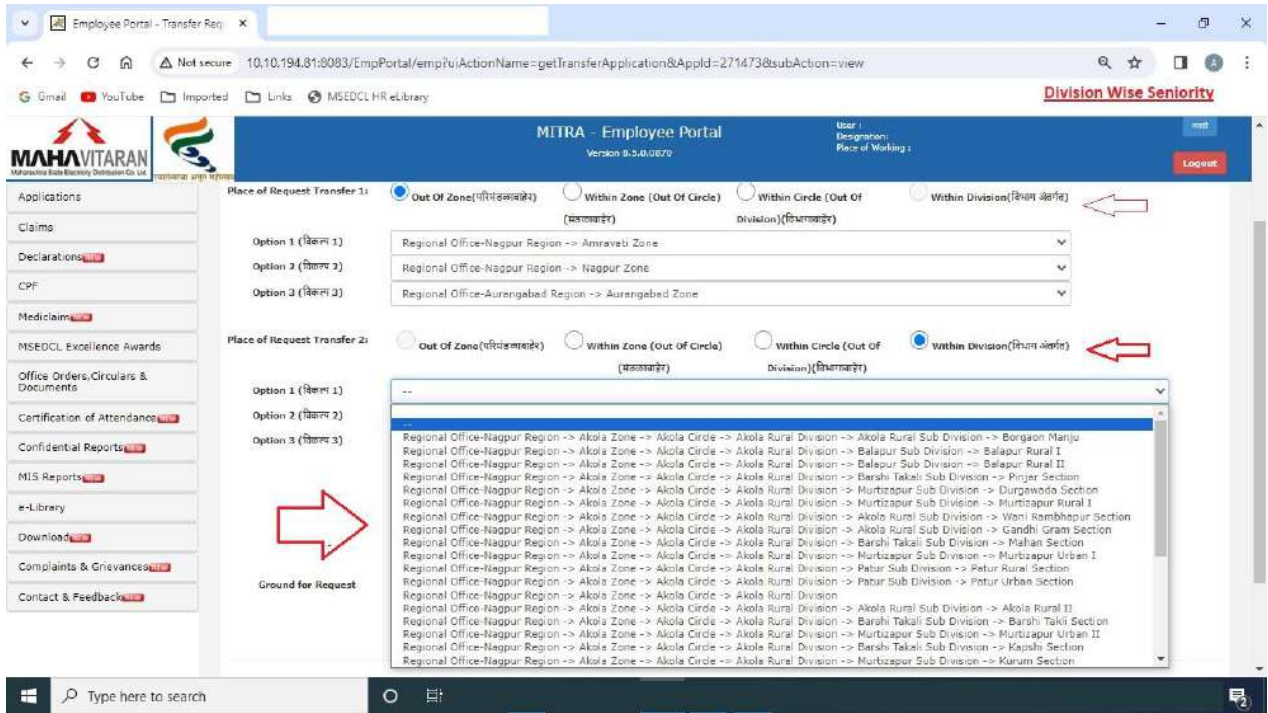 Employee Portal - Transfer Req
Not secure 10.10.194.81:8083/EmpPortal/emp?uiActionName=getTransferApplication&AppId=271473&subAction=view
Gmail YouTube Imported Links MSEDCL HR eLibrary
Division Wise Seniority
MAHAVITARAN
Maharashtra State Electricity Distribution Co. Ltd.
MITRA - Employee Portal
Version 8.5.0.0870
User :
Designation:
Place of Working :
मराठी
Logout
Applications
Claims
Declarations NEW
CPF
Mediclaim NEW
MSEDCL Excellence Awards
Office Orders,Circulars &
Documents
Certification of Attendance NEW
Confidential Reports NEW
MIS Reports NEW
e-Library
Download NEW
Complaints & Grievances NEW
Contact & Feedback NEW
Place of Request Transfer 1: Out Of Zone(परिमंडळाबाहेर) Within Zone (Out Of Circle) Within Circle (Out Of Within Division(विभाग अंतर्गत)
(मंडळाबाहेर) Division)(विभागाबाहेर)
Option 1 (विकल्प 1) Regional Office-Nagpur Region -> Amravati Zone
Option 2 (विकल्प 2) Regional Office-Nagpur Region -> Nagpur Zone
Option 3 (विकल्प 3) Regional Office-Aurangabad Region -> Aurangabad Zone
Place of Request Transfer 2: Out Of Zone(परिमंडळाबाहेर) Within Zone (Out Of Circle) Within Circle (Out Of Within Division(विभाग अंतर्गत)
(मंडळाबाहेर) Division)(विभागाबाहेर)
Option 1 (विकल्प 1) --
Option 2 (विकल्प 2)
--
Option 3 (विकल्प 3)
Regional Office-Nagpur Region -> Akola Zone -> Akola Circle -> Akola Rural Division -> Akola Rural Sub Division -> Borgaon Manju
Regional Office-Nagpur Region -> Akola Zone -> Akola Circle -> Akola Rural Division -> Balapur Sub Division -> Balapur Rural I
Regional Office-Nagpur Region -> Akola Zone -> Akola Circle -> Akola Rural Division -> Balapur Sub Division -> Balapur Rural II
Regional Office-Nagpur Region -> Akola Zone -> Akola Circle -> Akola Rural Division -> Barshi Takali Sub Division -> Pinjar Section
Regional Office-Nagpur Region -> Akola Zone -> Akola Circle -> Akola Rural Division -> Murtizapur Sub Division -> Durgawada Section
Regional Office-Nagpur Region -> Akola Zone -> Akola Circle -> Akola Rural Division -> Murtizapur Sub Division -> Murtizapur Rural I
Regional Office-Nagpur Region -> Akola Zone -> Akola Circle -> Akola Rural Division -> Akola Rural Sub Division -> Wani Rambhapur Section
Regional Office-Nagpur Region -> Akola Zone -> Akola Circle -> Akola Rural Division -> Akola Rural Sub Division -> Gandhi Gram Section
Regional Office-Nagpur Region -> Akola Zone -> Akola Circle -> Akola Rural Division -> Barshi Takali Sub Division -> Mahan Section
Regional Office-Nagpur Region -> Akola Zone -> Akola Circle -> Akola Rural Division -> Murtizapur Sub Division -> Murtizapur Urban I
Regional Office-Nagpur Region -> Akola Zone -> Akola Circle -> Akola Rural Division -> Patur Sub Division -> Patur Rural Section
Regional Office-Nagpur Region -> Akola Zone -> Akola Circle -> Akola Rural Division -> Patur Sub Division -> Patur Urban Section
Regional Office-Nagpur Region -> Akola Zone -> Akola Circle -> Akola Rural Division
Regional Office-Nagpur Region -> Akola Zone -> Akola Circle -> Akola Rural Division -> Akola Rural Sub Division -> Akola Rural II
Regional Office-Nagpur Region -> Akola Zone -> Akola Circle -> Akola Rural Division -> Barshi Takali Sub Division -> Barshi Takli Section
Regional Office-Nagpur Region -> Akola Zone -> Akola Circle -> Akola Rural Division -> Murtizapur Sub Division -> Murtizapur Urban II
Regional Office-Nagpur Region -> Akola Zone -> Akola Circle -> Akola Rural Division -> Barshi Takali Sub Division -> Kapshi Section
Regional Office-Nagpur Region -> Akola Zone -> Akola Circle -> Akola Rural Division -> Murtizapur Sub Division -> Kurum Section
Ground for Request
Type here to search
2